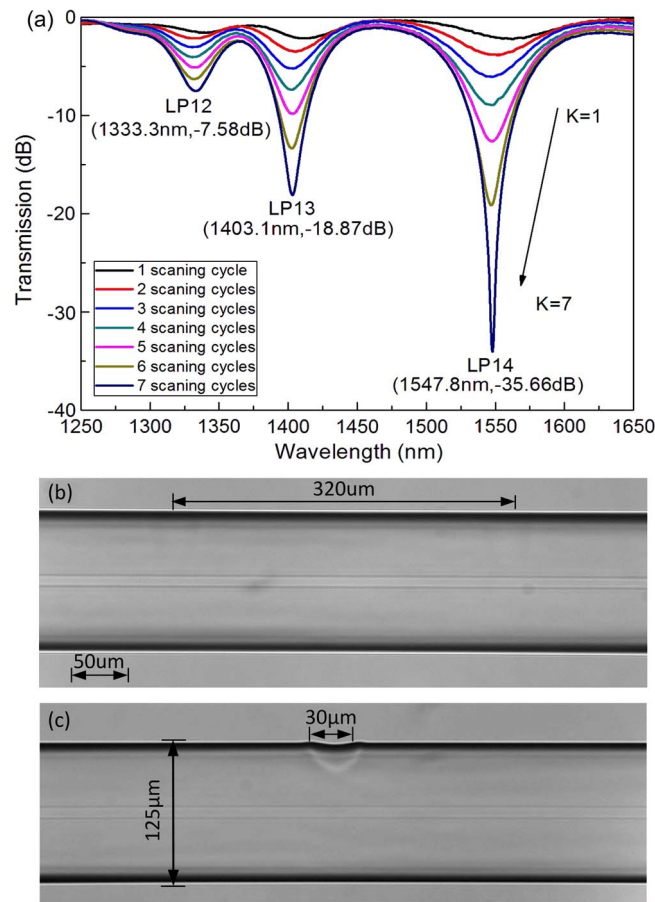 (a)
0
-10
-20
-30
-40
Transmission (dB)
LP12
(1333.3nm,-7.58dB)
LP13
(1403.1nm,-18.87dB)
K=1
K=7
LP14
(1547.8nm,-35.66dB)
1 scaning cycle
2 scaning cycles
3 scaning cycles
4 scaning cycles
5 scaning cycles
6 scaning cycles
7 scaning cycles
1250 1300 1350 1400 1450 1500 1550 1600 1650
Wavelength (nm)
(b)
320um
50um
(c)
30μm
125μm